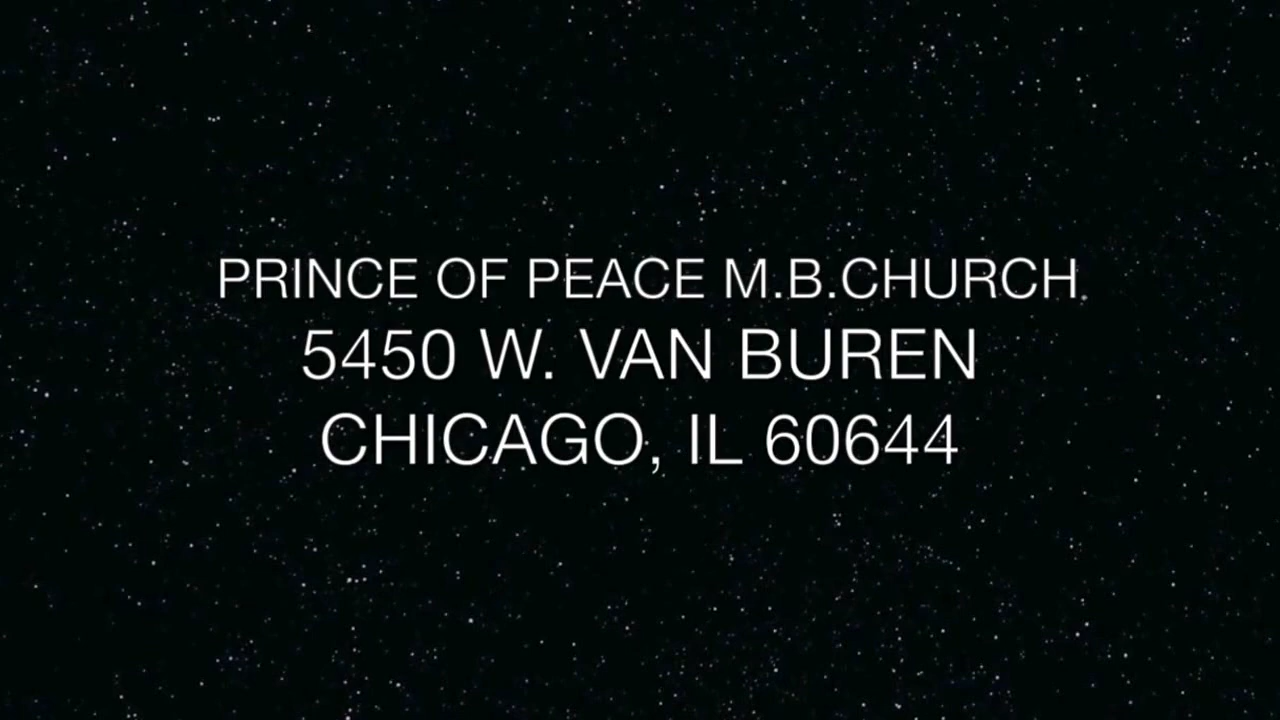 PRINCE OF PEACE M.B.CHURCH
5450 W. VAN BUREN
CHICAGO, IL 60644